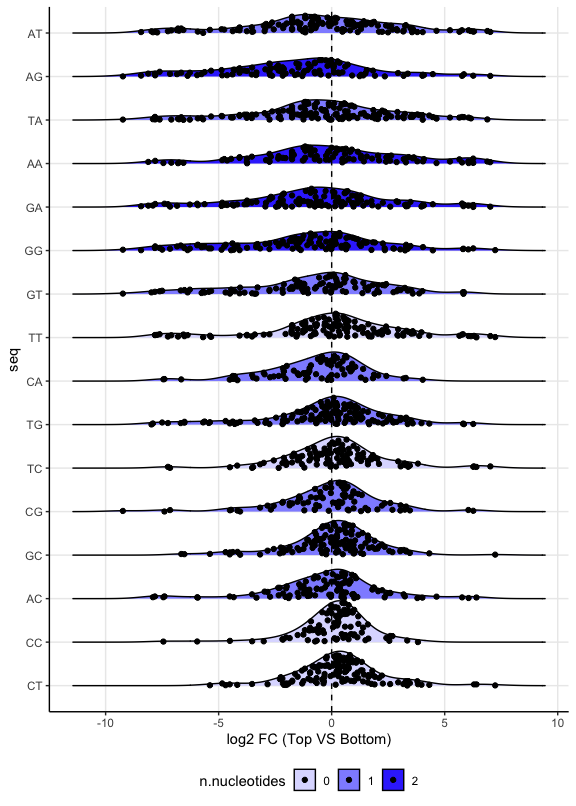 AT
AG
TA
AA
GA
GG
GT
TT
CA
TG
TC
CG
GC
AC
CC
CT
seq
-10 -5 0 5 10
log2 FC (Top VS Bottom)
n.nucleotides 0 1 2